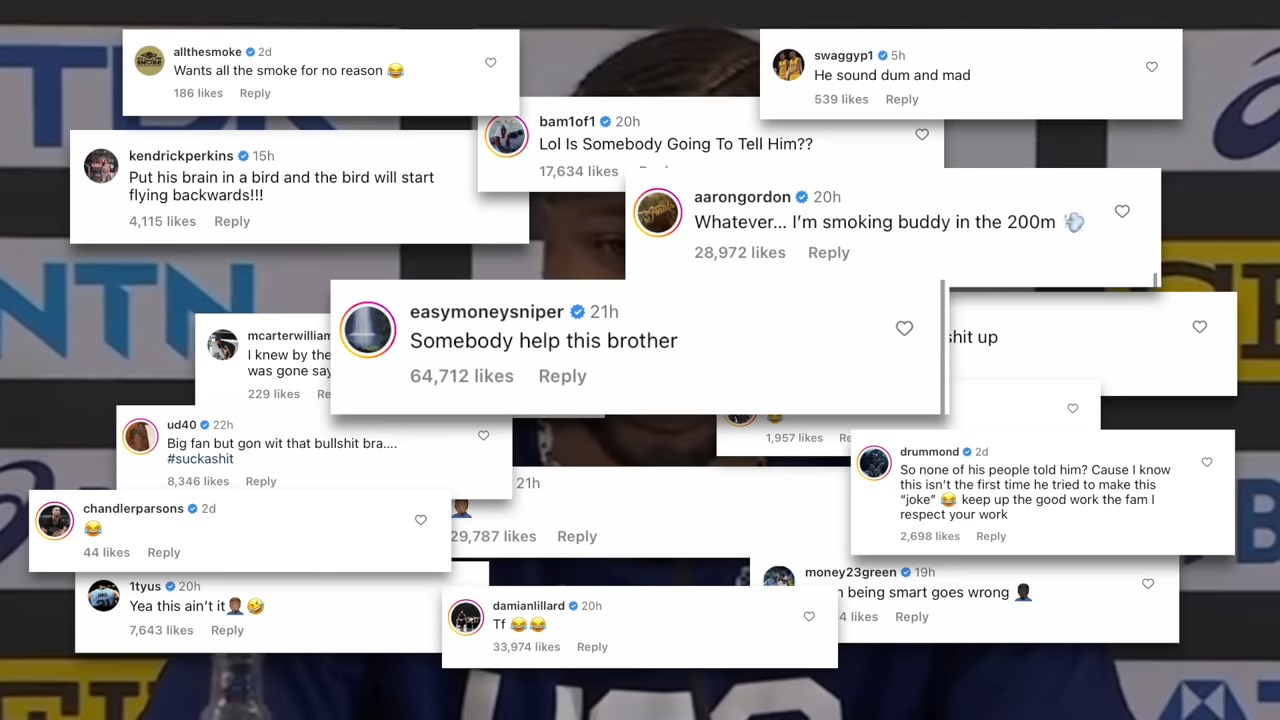 allthesmoke 2d
Wants all the smoke for no reason 😂
186 likes Reply
swaggyp1 5h
He sound dum and mad
539 likes Reply
bam1of1 20h
Lol Is Somebody Going To Tell Him??
17,634 likes
kendrickperkins 15h
Put his brain in a bird and the bird will start
flying backwards!!!
4,115 likes Reply
aarongordon 20h
Whatever... I'm smoking buddy in the 200m 💨
28,972 likes Reply
easymoneysniper 21h
Somebody help this brother
64,712 likes Reply
I knew by the
was gone
229 likes
up
ud40 22h
Big fan but gon wit that bullshit bra....
#suckashit
8,346 likes Reply
1,957 likes
drummond 2d
So none of his people told him? Cause I know
this isn't the first time he tried to make this
“joke” 😂 keep up the good work the fam I
respect your work
2,698 likes Reply
21h
29,787 likes Reply
chandlerparsons 2d
😂
44 likes Reply
1tyus 20h
Yea this ain't it🤦🏾‍♂️🤣
7,643 likes Reply
damianlillard 20h
Tf 😂😂
33,974 likes Reply
money23green 19h
being smart goes wrong 🤦🏿‍♂️
likes Reply
NTN